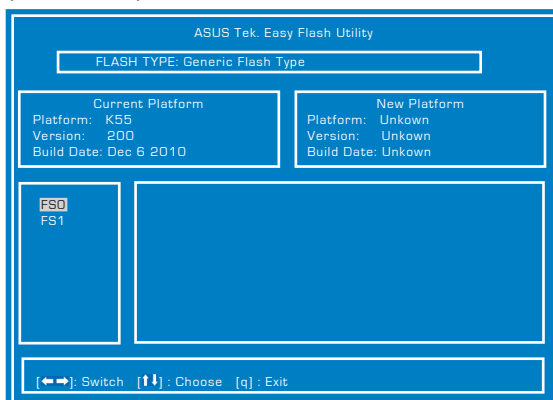 ASUS Tek. Easy Flash Utility
FLASH TYPE: Generic Flash Type
Current Platform
Platform: K55
Version: 200
Build Date: Dec 6 2010
New Platform
Platform: Unkown
Version: Unkown
Build Date: Unkown
FS0
FS1
[←→]: Switch [↑↓] : Choose [q] : Exit